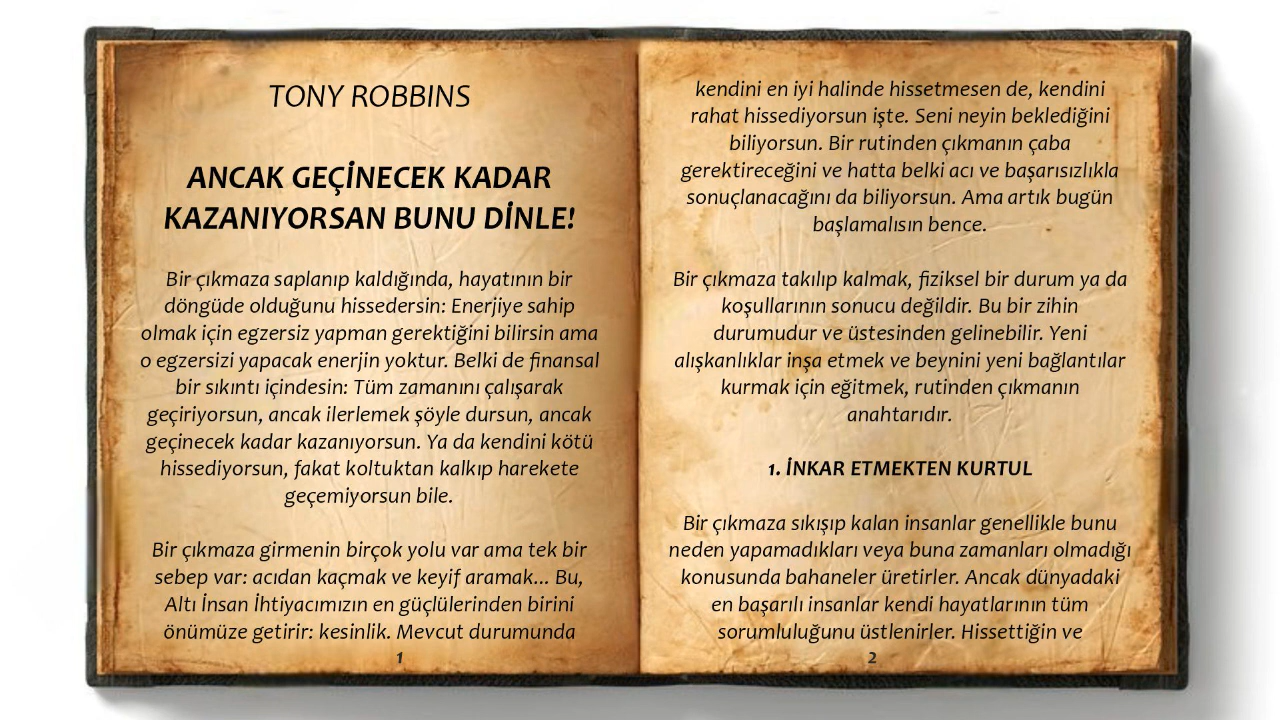 TONY ROBBINS
ANCAK GEÇİNECEK KADAR
KAZANIYORSAN BUNU DİNLE!
Bir çıkmaza saplanıp kaldığında, hayatının bir
döngüde olduğunu hissedersin: Enerjiye sahip
olmak için egzersiz yapman gerektiğini bilirsin ama
o egzersizi yapacak enerjin yoktur. Belki de finansal
bir sıkıntı içindesin: Tüm zamanını çalışarak
geçiriyorsun, ancak ilerlemek şöyle dursun, ancak
geçinecek kadar kazanıyorsun. Ya da kendini kötü
hissediyorsun, fakat koltuktan kalkıp harekete
geçemiyorsun bile.
Bir çıkmaza girmenin birçok yolu var ama tek bir
sebep var: acıdan kaçmak ve keyif aramak... Bu,
Altı İnsan İhtiyacımızın en güçlülerinden birini
önümüze getirir: kesinlik. Mevcut durumunda
1
kendini en iyi halinde hissetmesen de, kendini
rahat hissediyorsun işte. Seni neyin beklediğini
biliyorsun. Bir rutinden çıkmanın çaba
gerektireceğini ve hatta belki acı ve başarısızlıkla
sonuçlanacağını da biliyorsun. Ama artık bugün
başlamalısın bence.
Bir çıkmaza takılıp kalmak, fiziksel bir durum ya da
koşullarının sonucu değildir. Bu bir zihin
durumudur ve üstesinden gelinebilir. Yeni
alışkanlıklar inşa etmek ve beynini yeni bağlantılar
kurmak için eğitmek, rutinden çıkmanın
anahtarıdır.
1. İNKAR ETMEKTEN KURTUL
Bir çıkmaza sıkışıp kalan insanlar genellikle bunu
neden yapamadıkları veya buna zamanları olmadığı
konusunda bahaneler üretirler. Ancak dünyadaki
en başarılı insanlar kendi hayatlarının tüm
sorumluluğunu üstlenirler. Hissettiğin ve
2